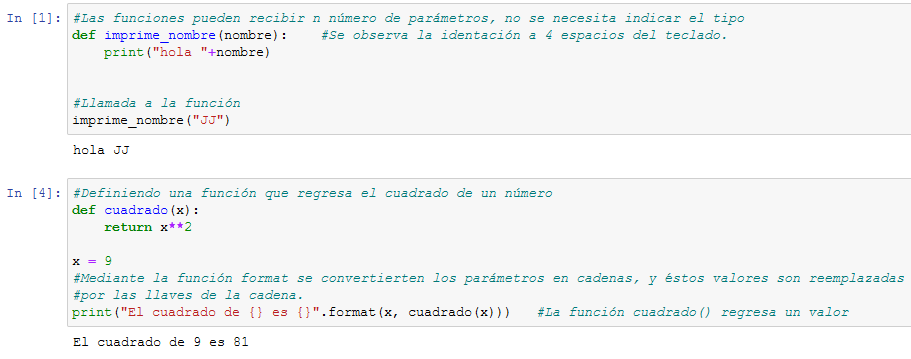 In [1]: #Las funciones pueden recibir n número de parámetros, no se necesita indicar el tipo
def imprime_nombre(nombre):    #Se observa la identación a 4 espacios del teclado.
    print("hola "+nombre)
#Llamada a la función
imprime_nombre("JJ")
hola JJ
In [4]: #Definiendo una función que regresa el cuadrado de un número
def cuadrado(x):
    return x**2
x = 9
#Mediante la función format se convertierten los parámetros en cadenas, y éstos valores son reemplazadas
#por las llaves de la cadena.
print("El cuadrado de {} es {}".format(x, cuadrado(x)))   #La función cuadrado() regresa un valor
El cuadrado de 9 es 81